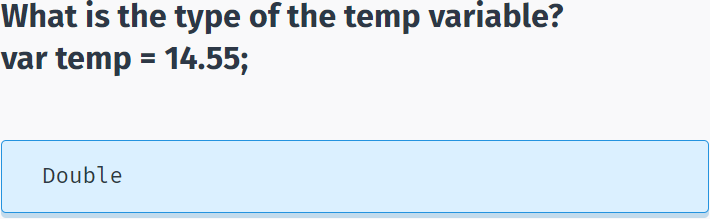 What is the type of the temp variable?
var temp = 14.55;
Double